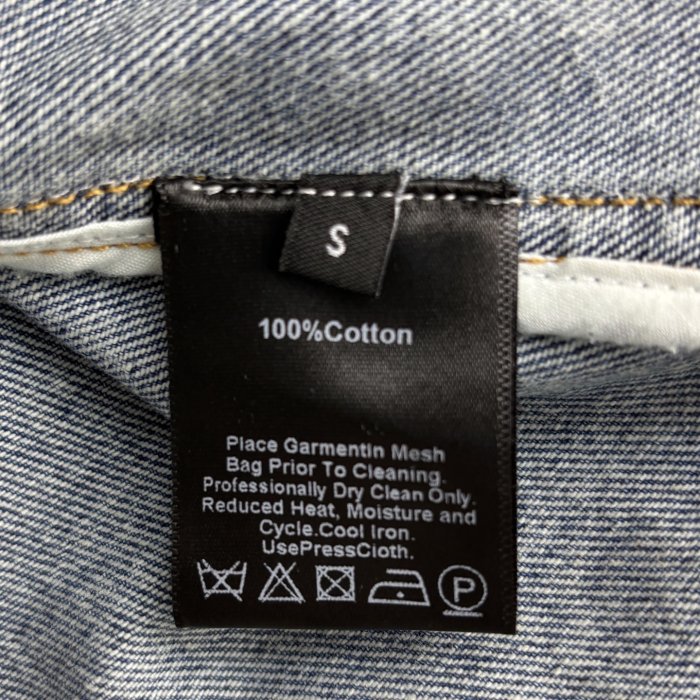 S
100%Cotton
Place Garmentin Mesh
Bag Prior To Cleaning.
Professionally Dry Clean Only.
Reduced Heat, Moisture and
Cycle.Cool Iron.
UsePressCloth.
P